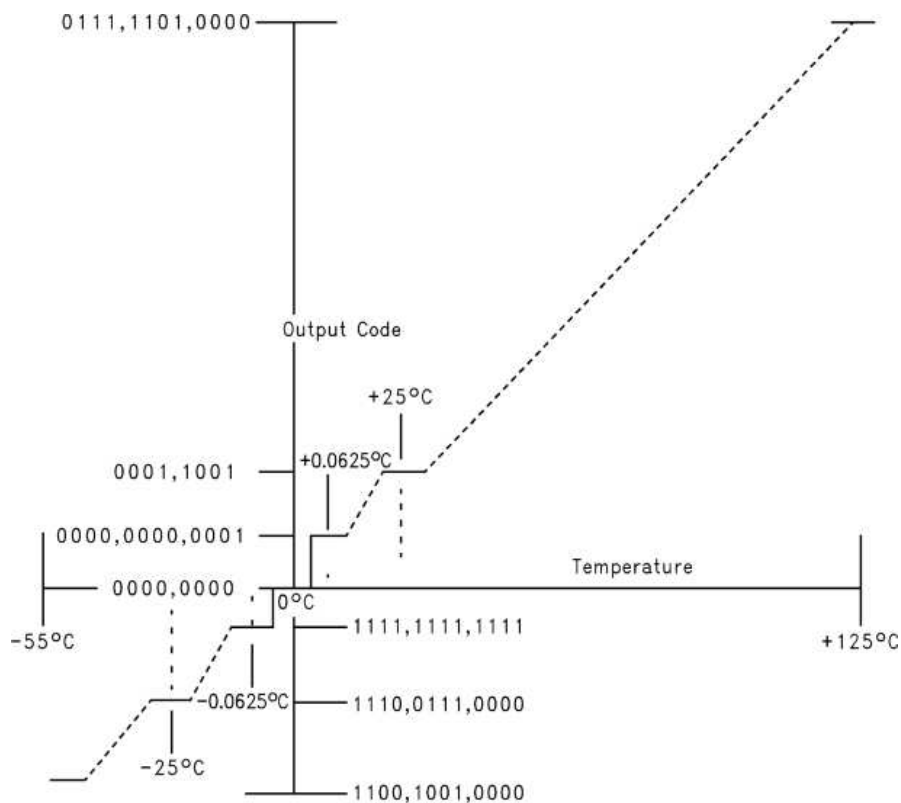 0111,1101,0000
Output Code
+25°C
+0.0625°C
0001,1001
0000,0000,0001
Temperature
0000,0000
0°C
1111,1111,1111
-55°C
+125°C
-0.0625°C
1110,0111,0000
-25°C
1100,1001,0000